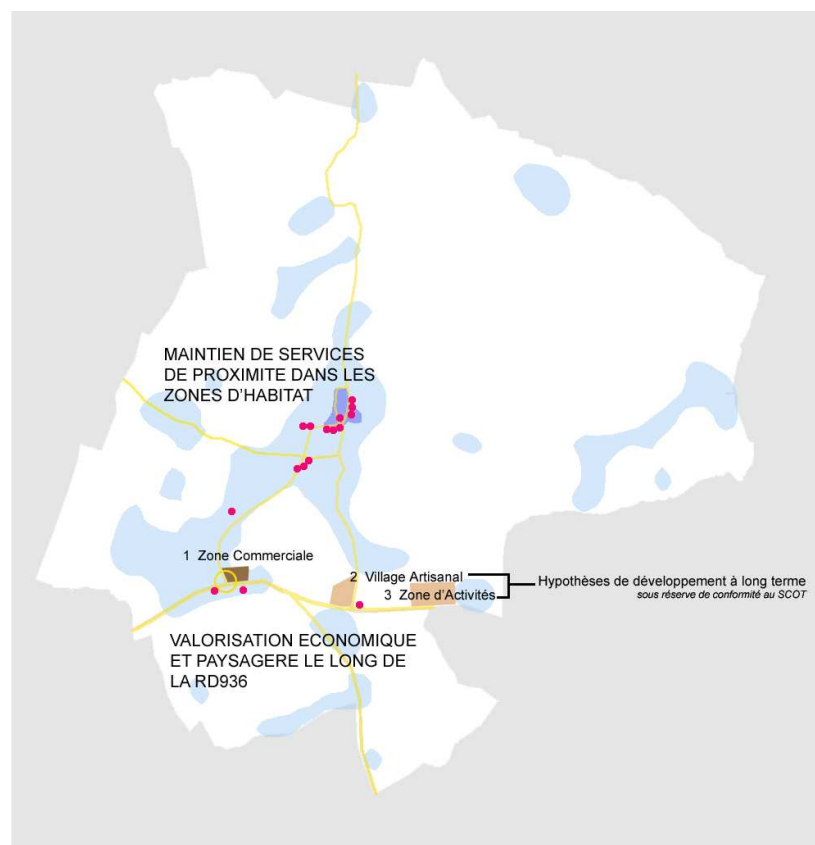 MAINTIEN DE SERVICES
DE PROXIMITE DANS LES
ZONES D'HABITAT
1 Zone Commerciale
2 Village Artisanal
3 Zone d'Activités
Hypothèses de développement à long terme
sous réserve de conformité au SCOT
VALORISATION ECONOMIQUE
ET PAYSAGERE LE LONG DE
LA RD936